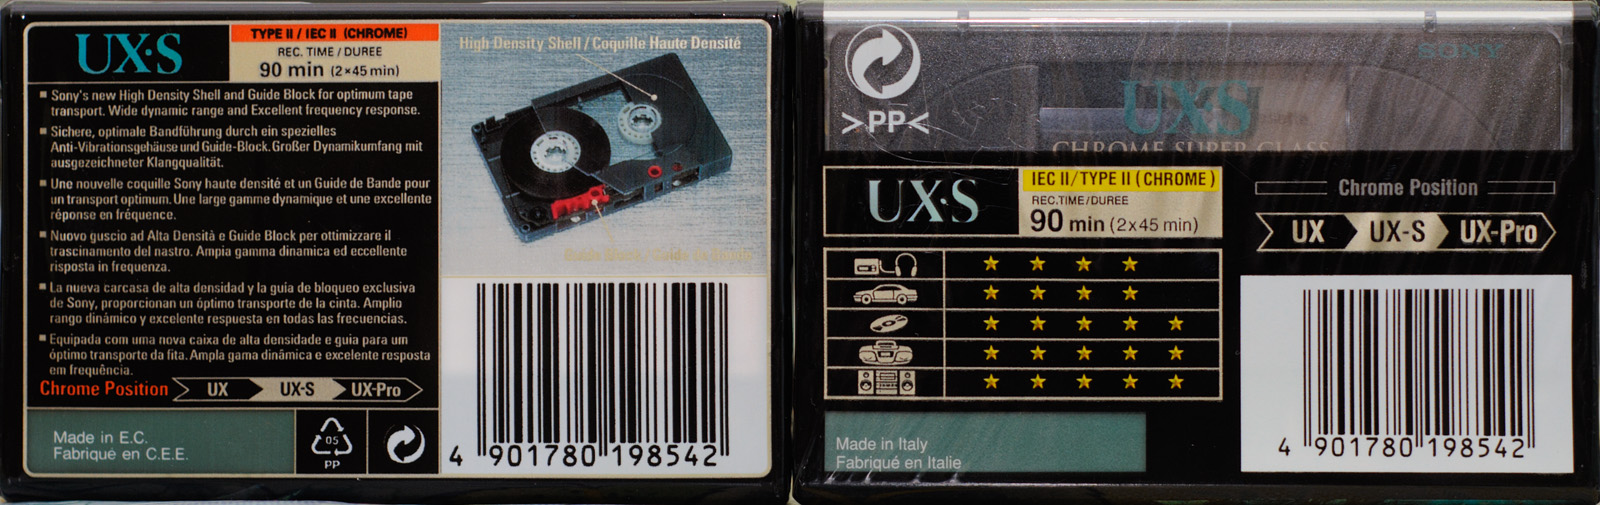 UX·S
TYPE II / IEC II (CHROME)
REC. TIME / DUREE
90 min (2×45 min)
■ Sony's new High Density Shell and Guide Block for optimum tape
transport. Wide dynamic range and Excellent frequency response.
■ Sichere, optimale Bandführung durch ein spezielles
Anti-Vibrationsgehäuse und Guide-Block. Großer Dynamikumfang mit
ausgezeichneter Klangqualität.
■ Une nouvelle coquille Sony haute densité et un Guide de Bande pour
un transport optimum. Une large gamme dynamique et une excellente
réponse en fréquence.
■ Nuovo guscio ad Alta Densità e Guide Block per ottimizzare il
trascinamento del nastro. Ampia gamma dinamica ed eccellente
risposta in frequenza.
■ La nueva carcasa de alta densidad y la guia de bloqueo exclusiva
de Sony, proporcionan un óptimo transporte de la cinta. Amplio
rango dinámico y excelente respuesta en todas las frecuencias.
■ Equipada com uma nova caixa de alta densidade e guia para um
óptimo transporte da fita. Ampla gama dinâmica e excelente resposta
em frequência.
Chrome Position UX UX-S UX-Pro
Made in E.C.
Fabriqué en C.E.E.
05
PP
High Density Shell / Coquille Haute Densité
Guide Block / Guide de Bande
4 901780 198542
>PP<
SONY
UX·S
CHROME SUPER CLASS
UX·S
IEC II / TYPE II (CHROME)
REC.TIME/DUREE
90 min (2x45 min)
Chrome Position
UX UX-S UX-Pro
Made in Italy
Fabriqué en Italie
4 901780 198542